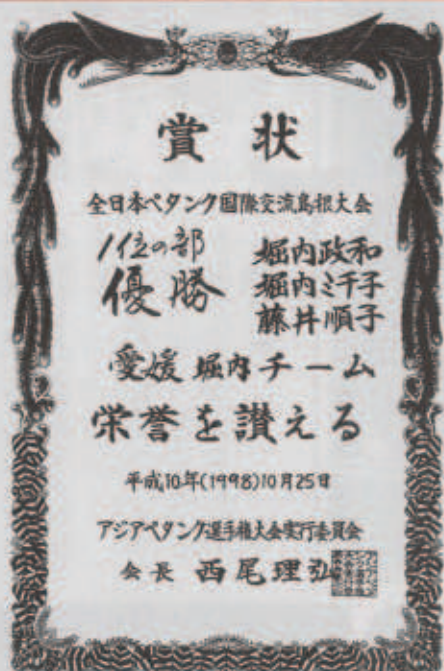 賞状
全日本ペタンク国際交流島根大会
1位の部
優勝
堀内政和
堀内ミ千子
藤井順子
愛媛 堀内チーム
栄誉を讃える
平成10年(1998)10月25日
アジアペタンク選手権大会実行委員会
会長 西尾理弘